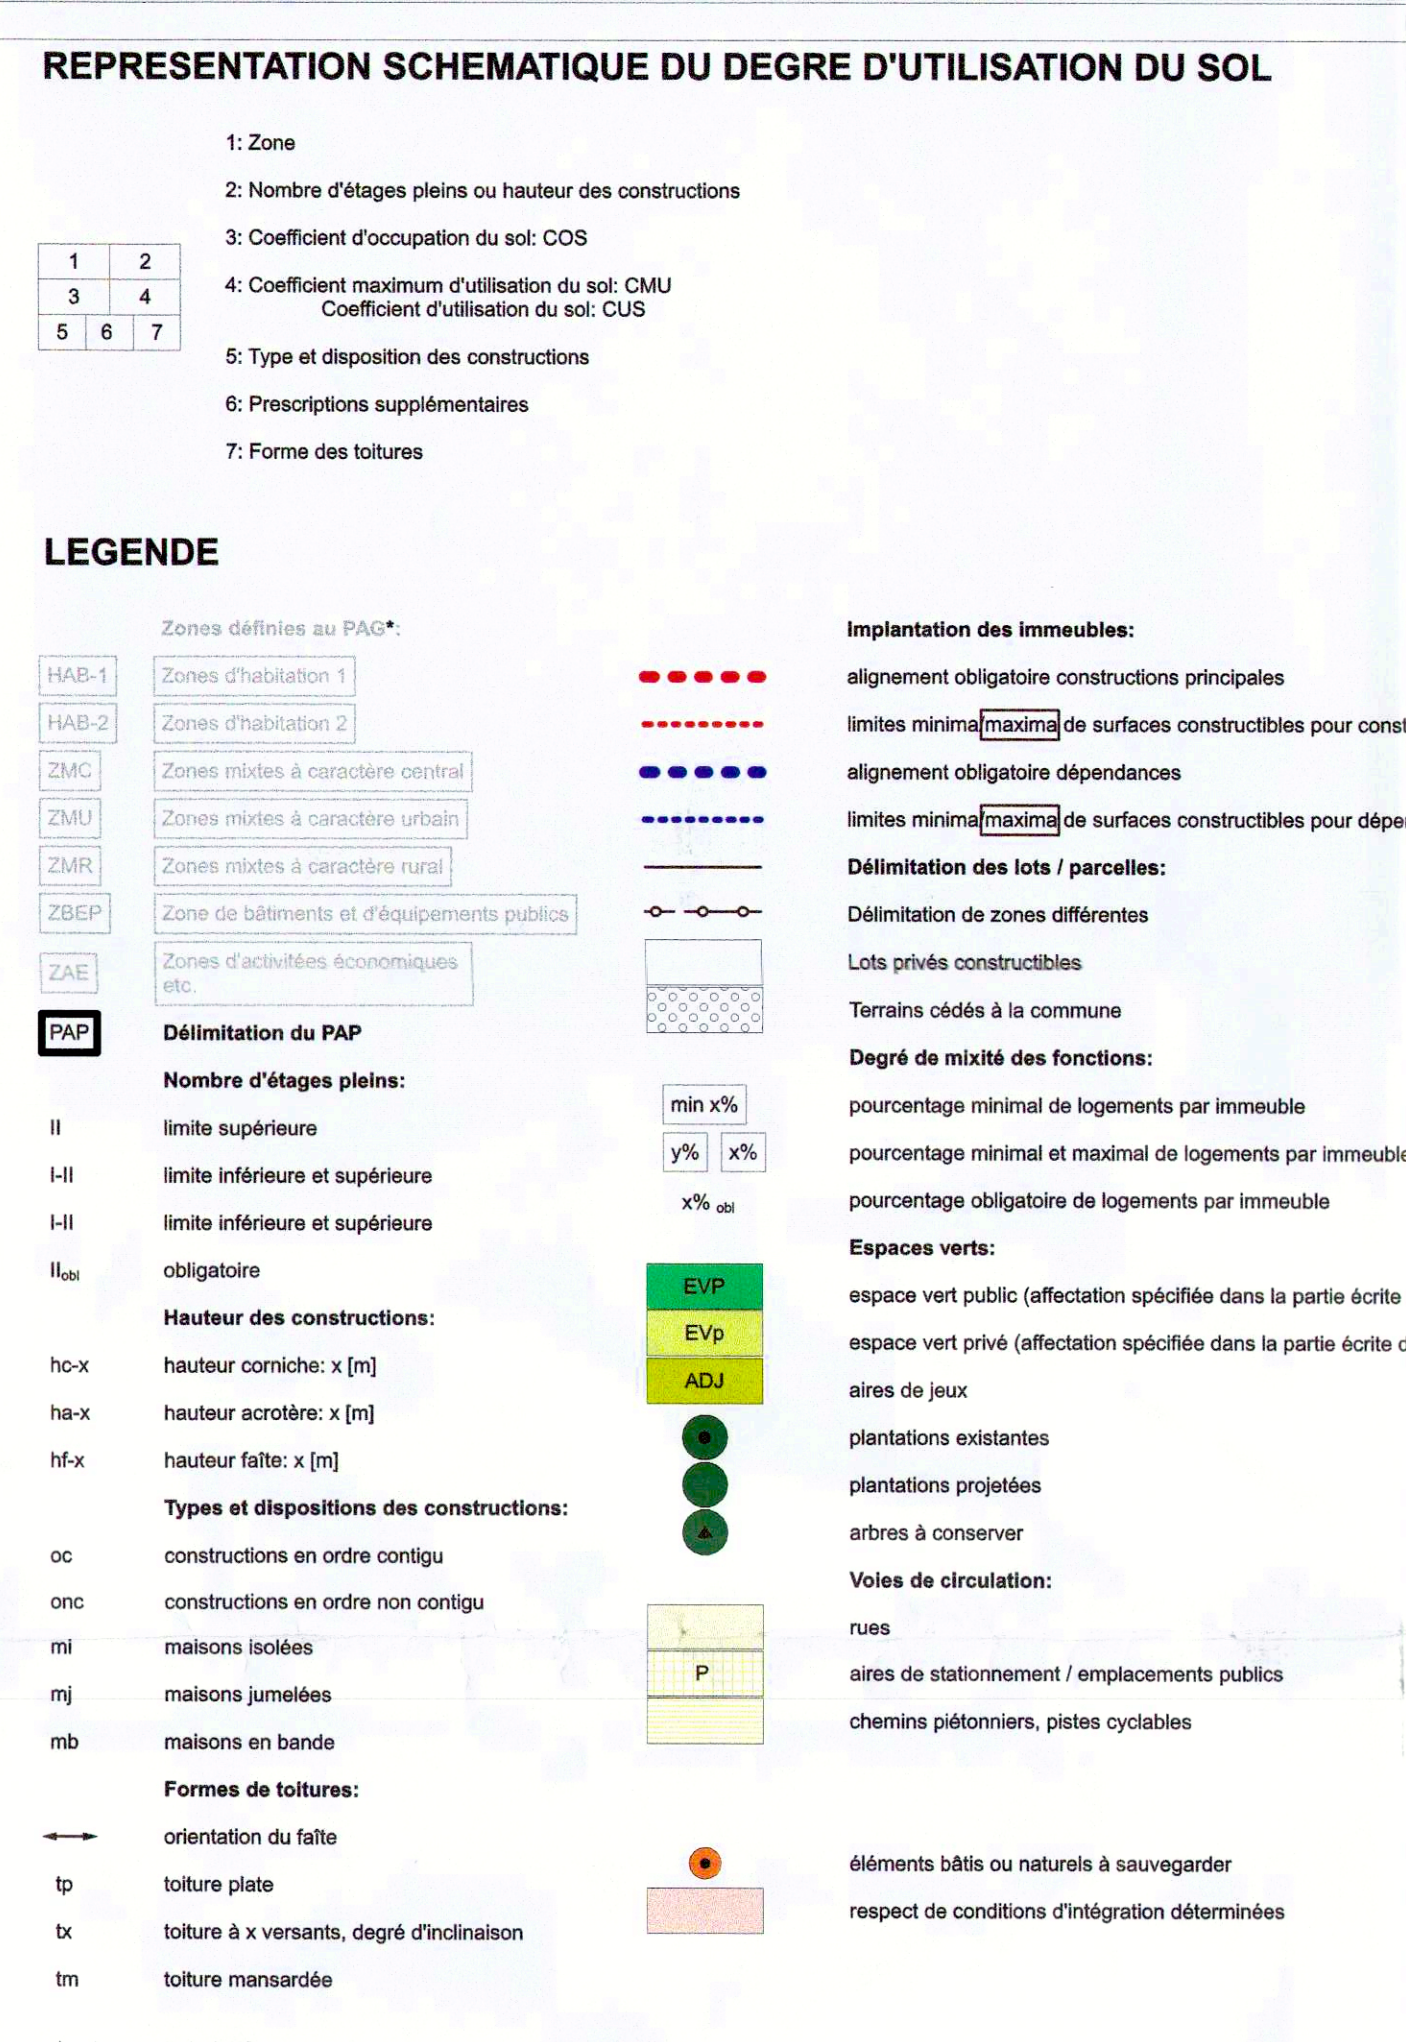 REPRESENTATION SCHEMATIQUE DU DEGRE D'UTILISATION DU SOL
1: Zone
2: Nombre d'étages pleins ou hauteur des constructions
3: Coefficient d'occupation du sol: COS
4: Coefficient maximum d'utilisation du sol: CMU
Coefficient d'utilisation du sol: CUS
5: Type et disposition des constructions
6: Prescriptions supplémentaires
7: Forme des toitures
1 2
3 4
5 6 7
LEGENDE
Zones définies au PAG*:
HAB-1 Zones d'habitation 1
HAB-2 Zones d'habitation 2
ZMC Zones mixtes à caractère central
ZMU Zones mixtes à caractère urbain
ZMR Zones mixtes à caractère rural
ZBEP Zone de bâtiments et d'équipements publics
ZAE Zones d'activitées économiques
etc.
PAP Délimitation du PAP
Nombre d'étages pleins:
II limite supérieure
I-II limite inférieure et supérieure
I-II limite inférieure et supérieure
IIobl obligatoire
Hauteur des constructions:
hc-x hauteur corniche: x [m]
ha-x hauteur acrotère: x [m]
hf-x hauteur faîte: x [m]
Types et dispositions des constructions:
oc constructions en ordre contigu
onc constructions en ordre non contigu
mi maisons isolées
mj maisons jumelées
mb maisons en bande
Formes de toitures:
orientation du faîte
tp toiture plate
tx toiture à x versants, degré d'inclinaison
tm toiture mansardée
Implantation des immeubles:
alignement obligatoire constructions principales
limites minima/maxima de surfaces constructibles pour const
alignement obligatoire dépendances
limites minima/maxima de surfaces constructibles pour dépe
Délimitation des lots / parcelles:
Délimitation de zones différentes
Lots privés constructibles
Terrains cédés à la commune
Degré de mixité des fonctions:
min x% pourcentage minimal de logements par immeuble
y% x% pourcentage minimal et maximal de logements par immeuble
x% obl pourcentage obligatoire de logements par immeuble
Espaces verts:
EVP espace vert public (affectation spécifiée dans la partie écrite
EVp espace vert privé (affectation spécifiée dans la partie écrite d
ADJ aires de jeux
plantations existantes
plantations projetées
arbres à conserver
Voies de circulation:
rues
P aires de stationnement / emplacements publics
chemins piétonniers, pistes cyclables
éléments bâtis ou naturels à sauvegarder
respect de conditions d'intégration déterminées